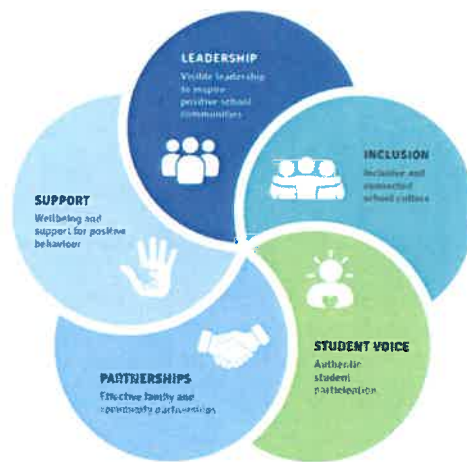 LEADERSHIP
Visible leadership
to inspire
positive school
communities
INCLUSION
Inclusive and
connected
school culture
STUDENT VOICE
Authentic
student
participation
PARTNERSHIPS
Effective family and
community partnerships
SUPPORT
Wellbeing and
support for positive
behaviour